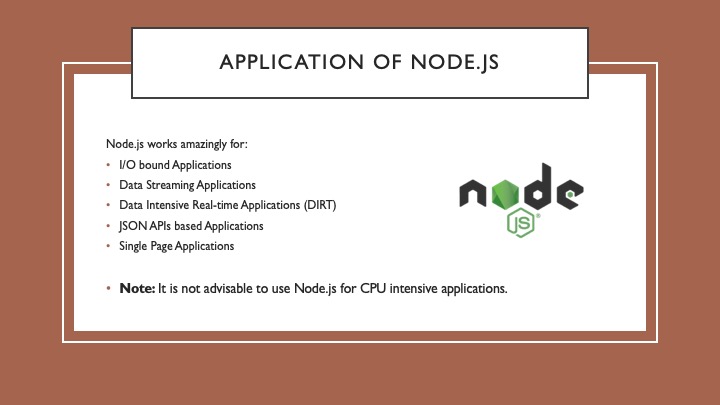 APPLICATION OF NODE.JS
Node.js works amazingly for:
• I/O bound Applications
• Data Streaming Applications
• Data Intensive Real-time Applications (DIRT)
• JSON APIs based Applications
• Single Page Applications
node
JS®
• Note: It is not advisable to use Node.js for CPU intensive applications.